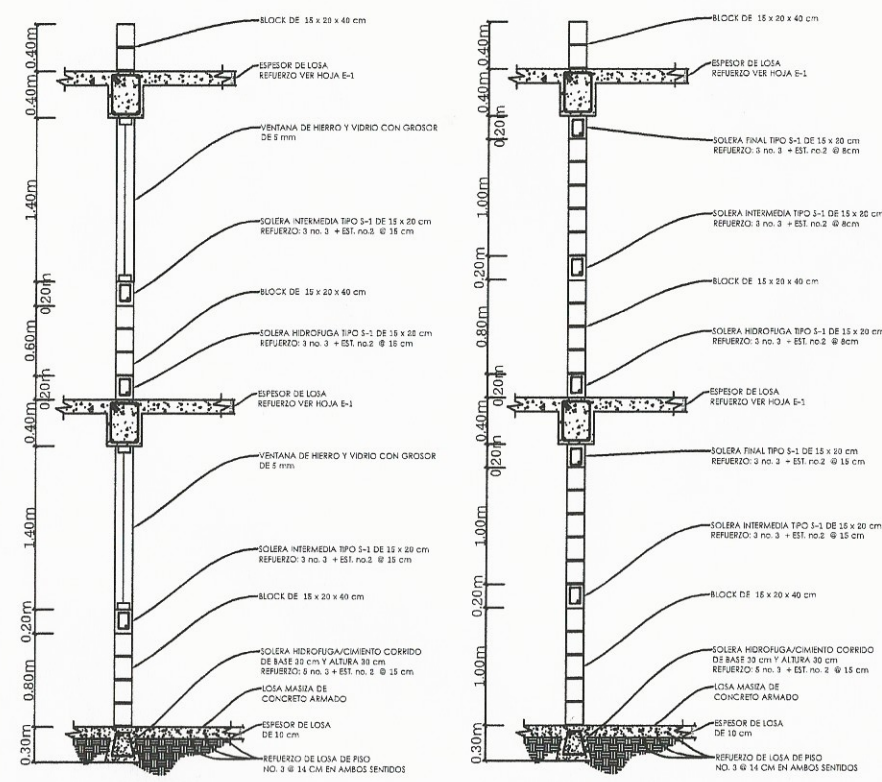 BLOCK DE 15 x 20 x 40 cm
ESPESOR DE LOSA
REFUERZO VER HOJA E-1
VENTANA DE HIERRO Y VIDRIO CON GROSOR
DE 5 mm
SOLERA INTERMEDIA TIPO S-1 DE 15 x 20 cm
REFUERZO: 3 no. 3 + EST. no.2 @ 15 cm
BLOCK DE 15 x 20 x 40 cm
SOLERA HIDROFUGA TIPO S-1 DE 15 x 20 cm
REFUERZO: 3 no. 3 + EST. no.2 @ 15 cm
ESPESOR DE LOSA
REFUERZO VER HOJA E-1
VENTANA DE HIERRO Y VIDRIO CON GROSOR
DE 5 mm
SOLERA INTERMEDIA TIPO S-1 DE 15 x 20 cm
REFUERZO: 3 no. 3 + EST. no.2 @ 15 cm
BLOCK DE 15 x 20 x 40 cm
SOLERA HIDROFUGA/CIMIENTO CORRIDO
DE BASE 30 cm Y ALTURA 30 cm
REFUERZO: 5 no. 3 + EST. no. 2 @ 15 cm
LOSA MASIZA DE
CONCRETO ARMADO
ESPESOR DE LOSA
DE 10 cm
REFUERZO DE LOSA DE PISO
NO. 3 @ 14 CM EN AMBOS SENTIDOS
0.40m
0.40m
1.40m
0.20m
0.60m
0.20m
0.40m
1.40m
0.20m
0.80m
0.30m
BLOCK DE 15 x 20 x 40 cm
ESPESOR DE LOSA
REFUERZO VER HOJA E-1
SOLERA FINAL TIPO S-1 DE 15 x 20 cm
REFUERZO: 3 no. 3 + EST. no.2 @ 8cm
SOLERA INTERMEDIA TIPO S-1 DE 15 x 20 cm
REFUERZO: 3 no. 3 + EST. no.2 @ 8cm
BLOCK DE 15 x 20 x 40 cm
SOLERA HIDROFUGA TIPO S-1 DE 15 x 20 cm
REFUERZO: 3 no. 3 + EST. no.2 @ 8cm
ESPESOR DE LOSA
REFUERZO VER HOJA E-1
SOLERA FINAL TIPO S-1 DE 15 x 20 cm
REFUERZO: 3 no. 3 + EST. no.2 @ 15 cm
SOLERA INTERMEDIA TIPO S-1 DE 15 x 20 cm
REFUERZO: 3 no. 3 + EST. no.2 @ 15 cm
BLOCK DE 15 x 20 x 40 cm
SOLERA HIDROFUGA/CIMIENTO CORRIDO
DE BASE 30 cm Y ALTURA 30 cm
REFUERZO: 5 no. 3 + EST. no. 2 @ 15 cm
LOSA MASIZA DE
CONCRETO ARMADO
ESPESOR DE LOSA
DE 10 cm
REFUERZO DE LOSA DE PISO
NO. 3 @ 14 CM EN AMBOS SENTIDOS
0.40m
0.40m
0.20m
1.00m
0.20m
0.80m
0.20m
0.40m
0.20m
1.00m
0.20m
1.00m
0.30m